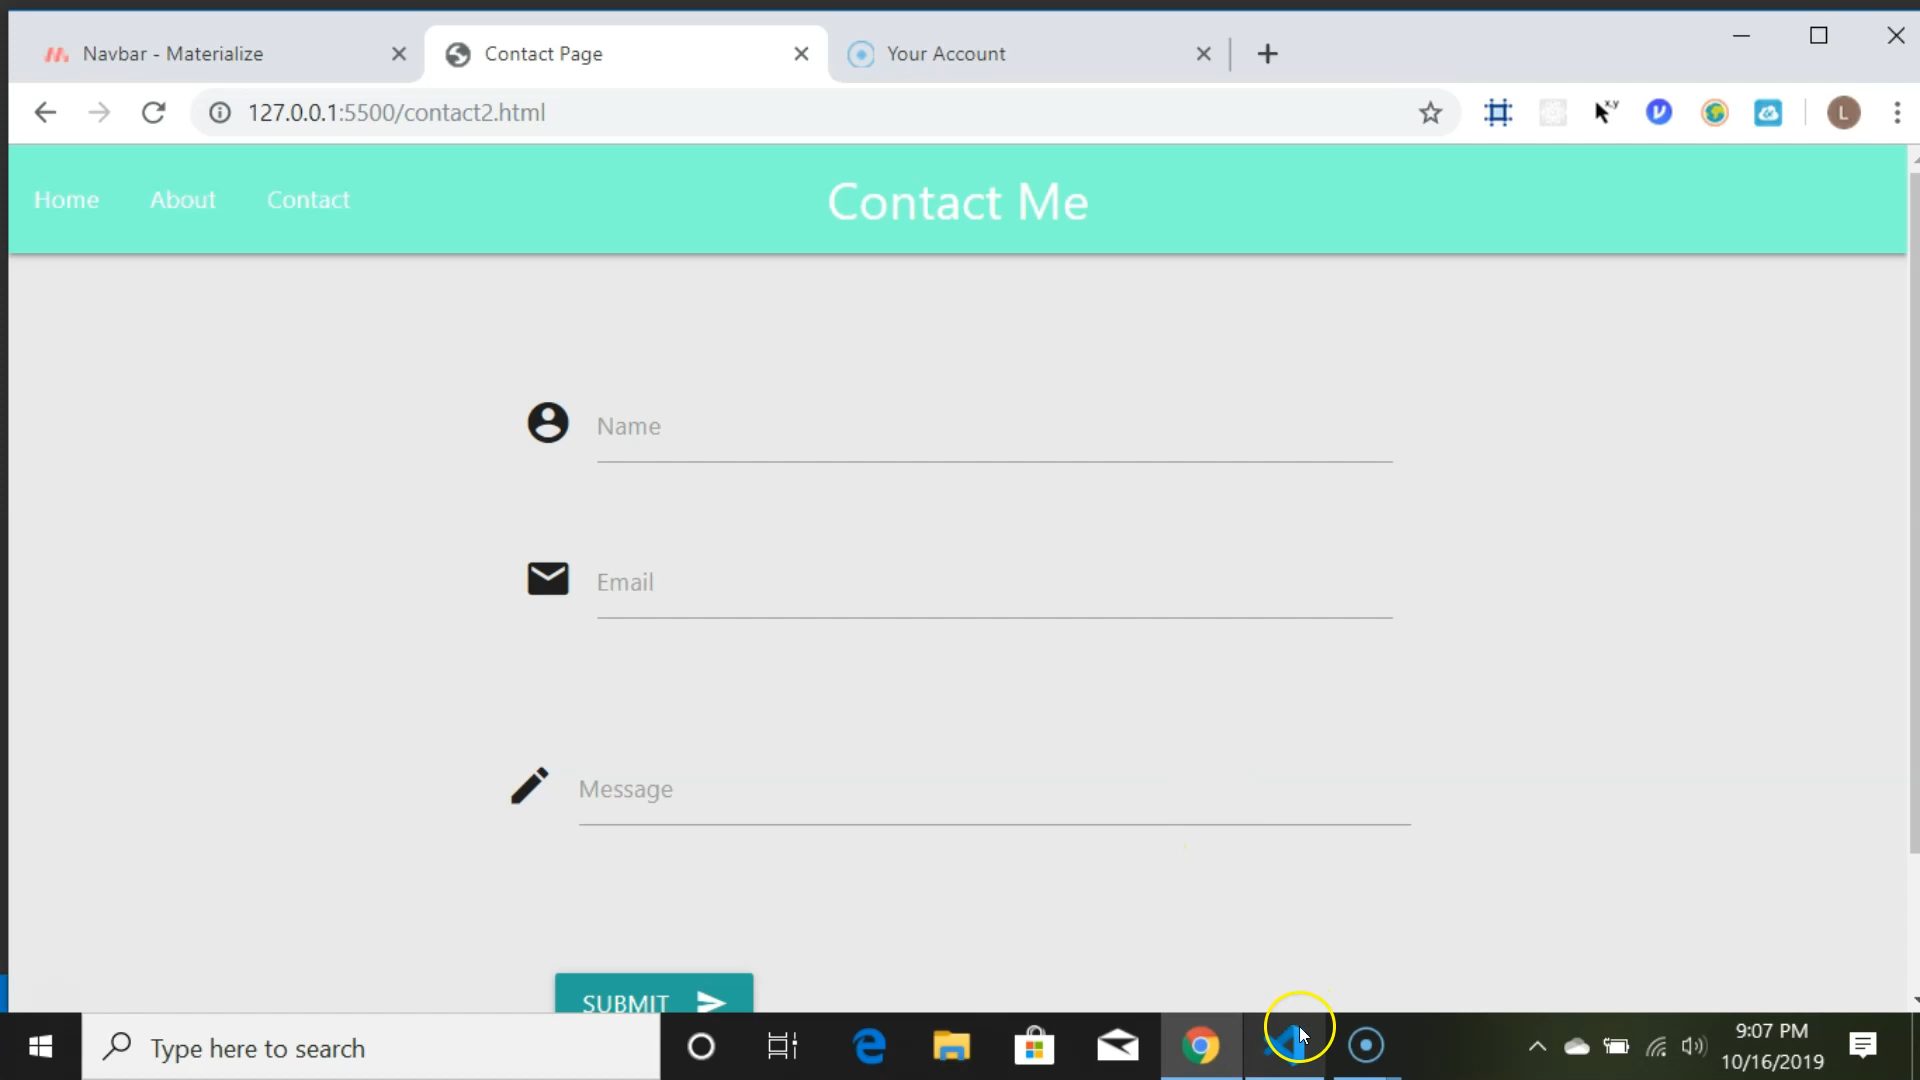 Navbar - Materialize
Contact Page
Your Account
127.0.0.1:5500/contact2.html
x,y
L
Home About Contact
Contact Me
Name
Email
Message
SUBMIT
Type here to search
9:07 PM
10/16/2019